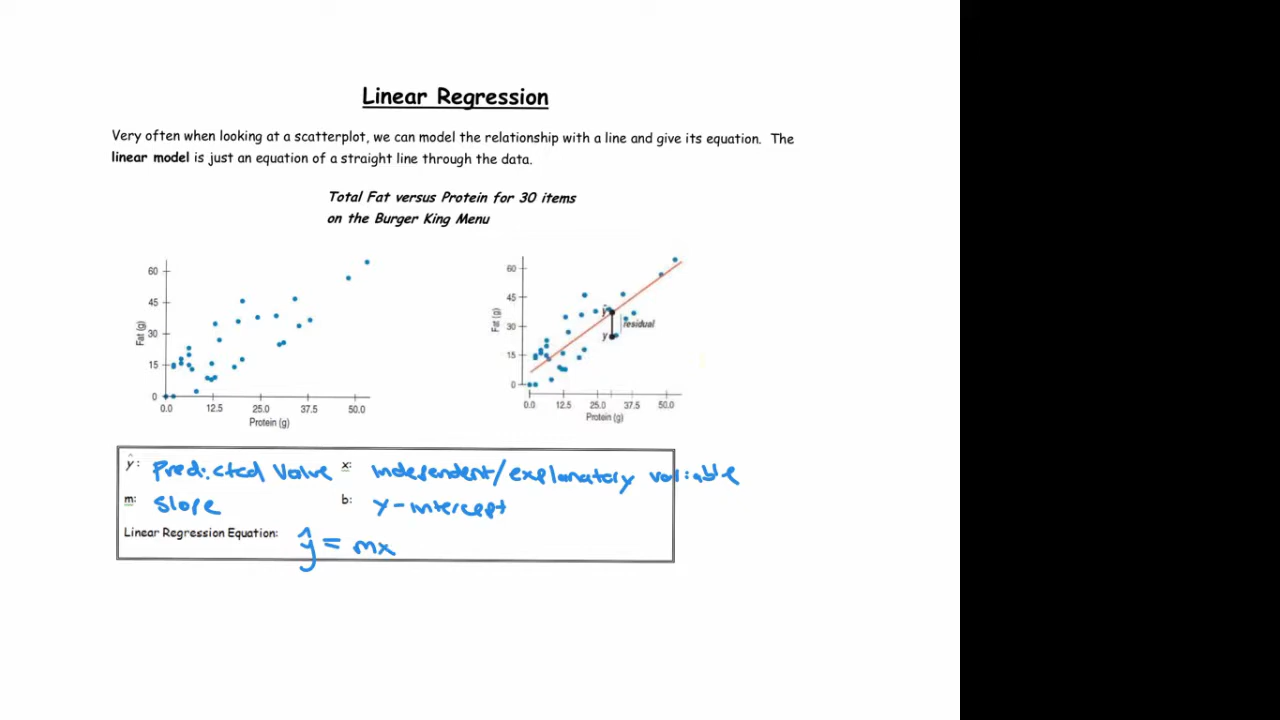 Linear Regression
Very often when looking at a scatterplot, we can model the relationship with a line and give its equation. The
linear model is just an equation of a straight line through the data.
Total Fat versus Protein for 30 items
on the Burger King Menu
60
45
30
15
0
Fat (g)
0.0 12.5 25.0 37.5 50.0
Protein (g)
60
45
30
15
0
Fat (g)
ŷ
residual
y
0.0 12.5 25.0 37.5 50.0
Protein (g)
ŷ: Predicted Value x: independent/explanatory variable
m: Slope b: y-intercept
Linear Regression Equation: ŷ = mx